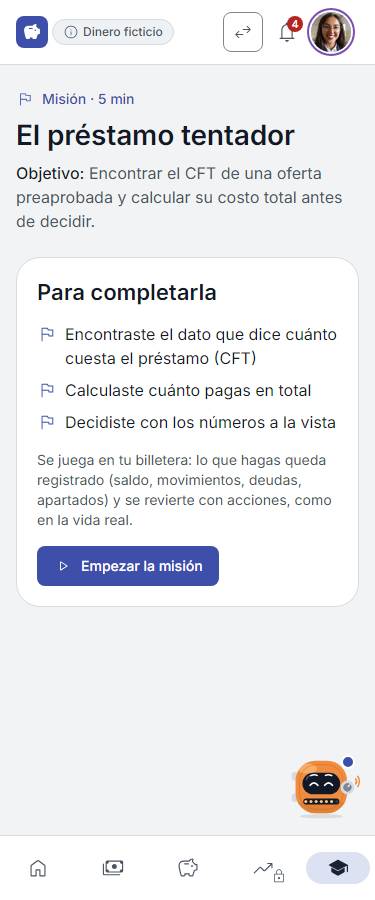 Dinero ficticio
4
Misión · 5 min
El préstamo tentador
Objetivo: Encontrar el CFT de una oferta
preaprobada y calcular su costo total antes
de decidir.
Para completarla
Encontraste el dato que dice cuánto
cuesta el préstamo (CFT)
Calculaste cuánto pagas en total
Decidiste con los números a la vista
Se juega en tu billetera: lo que hagas queda
registrado (saldo, movimientos, deudas,
apartados) y se revierte con acciones, como
en la vida real.
Empezar la misión